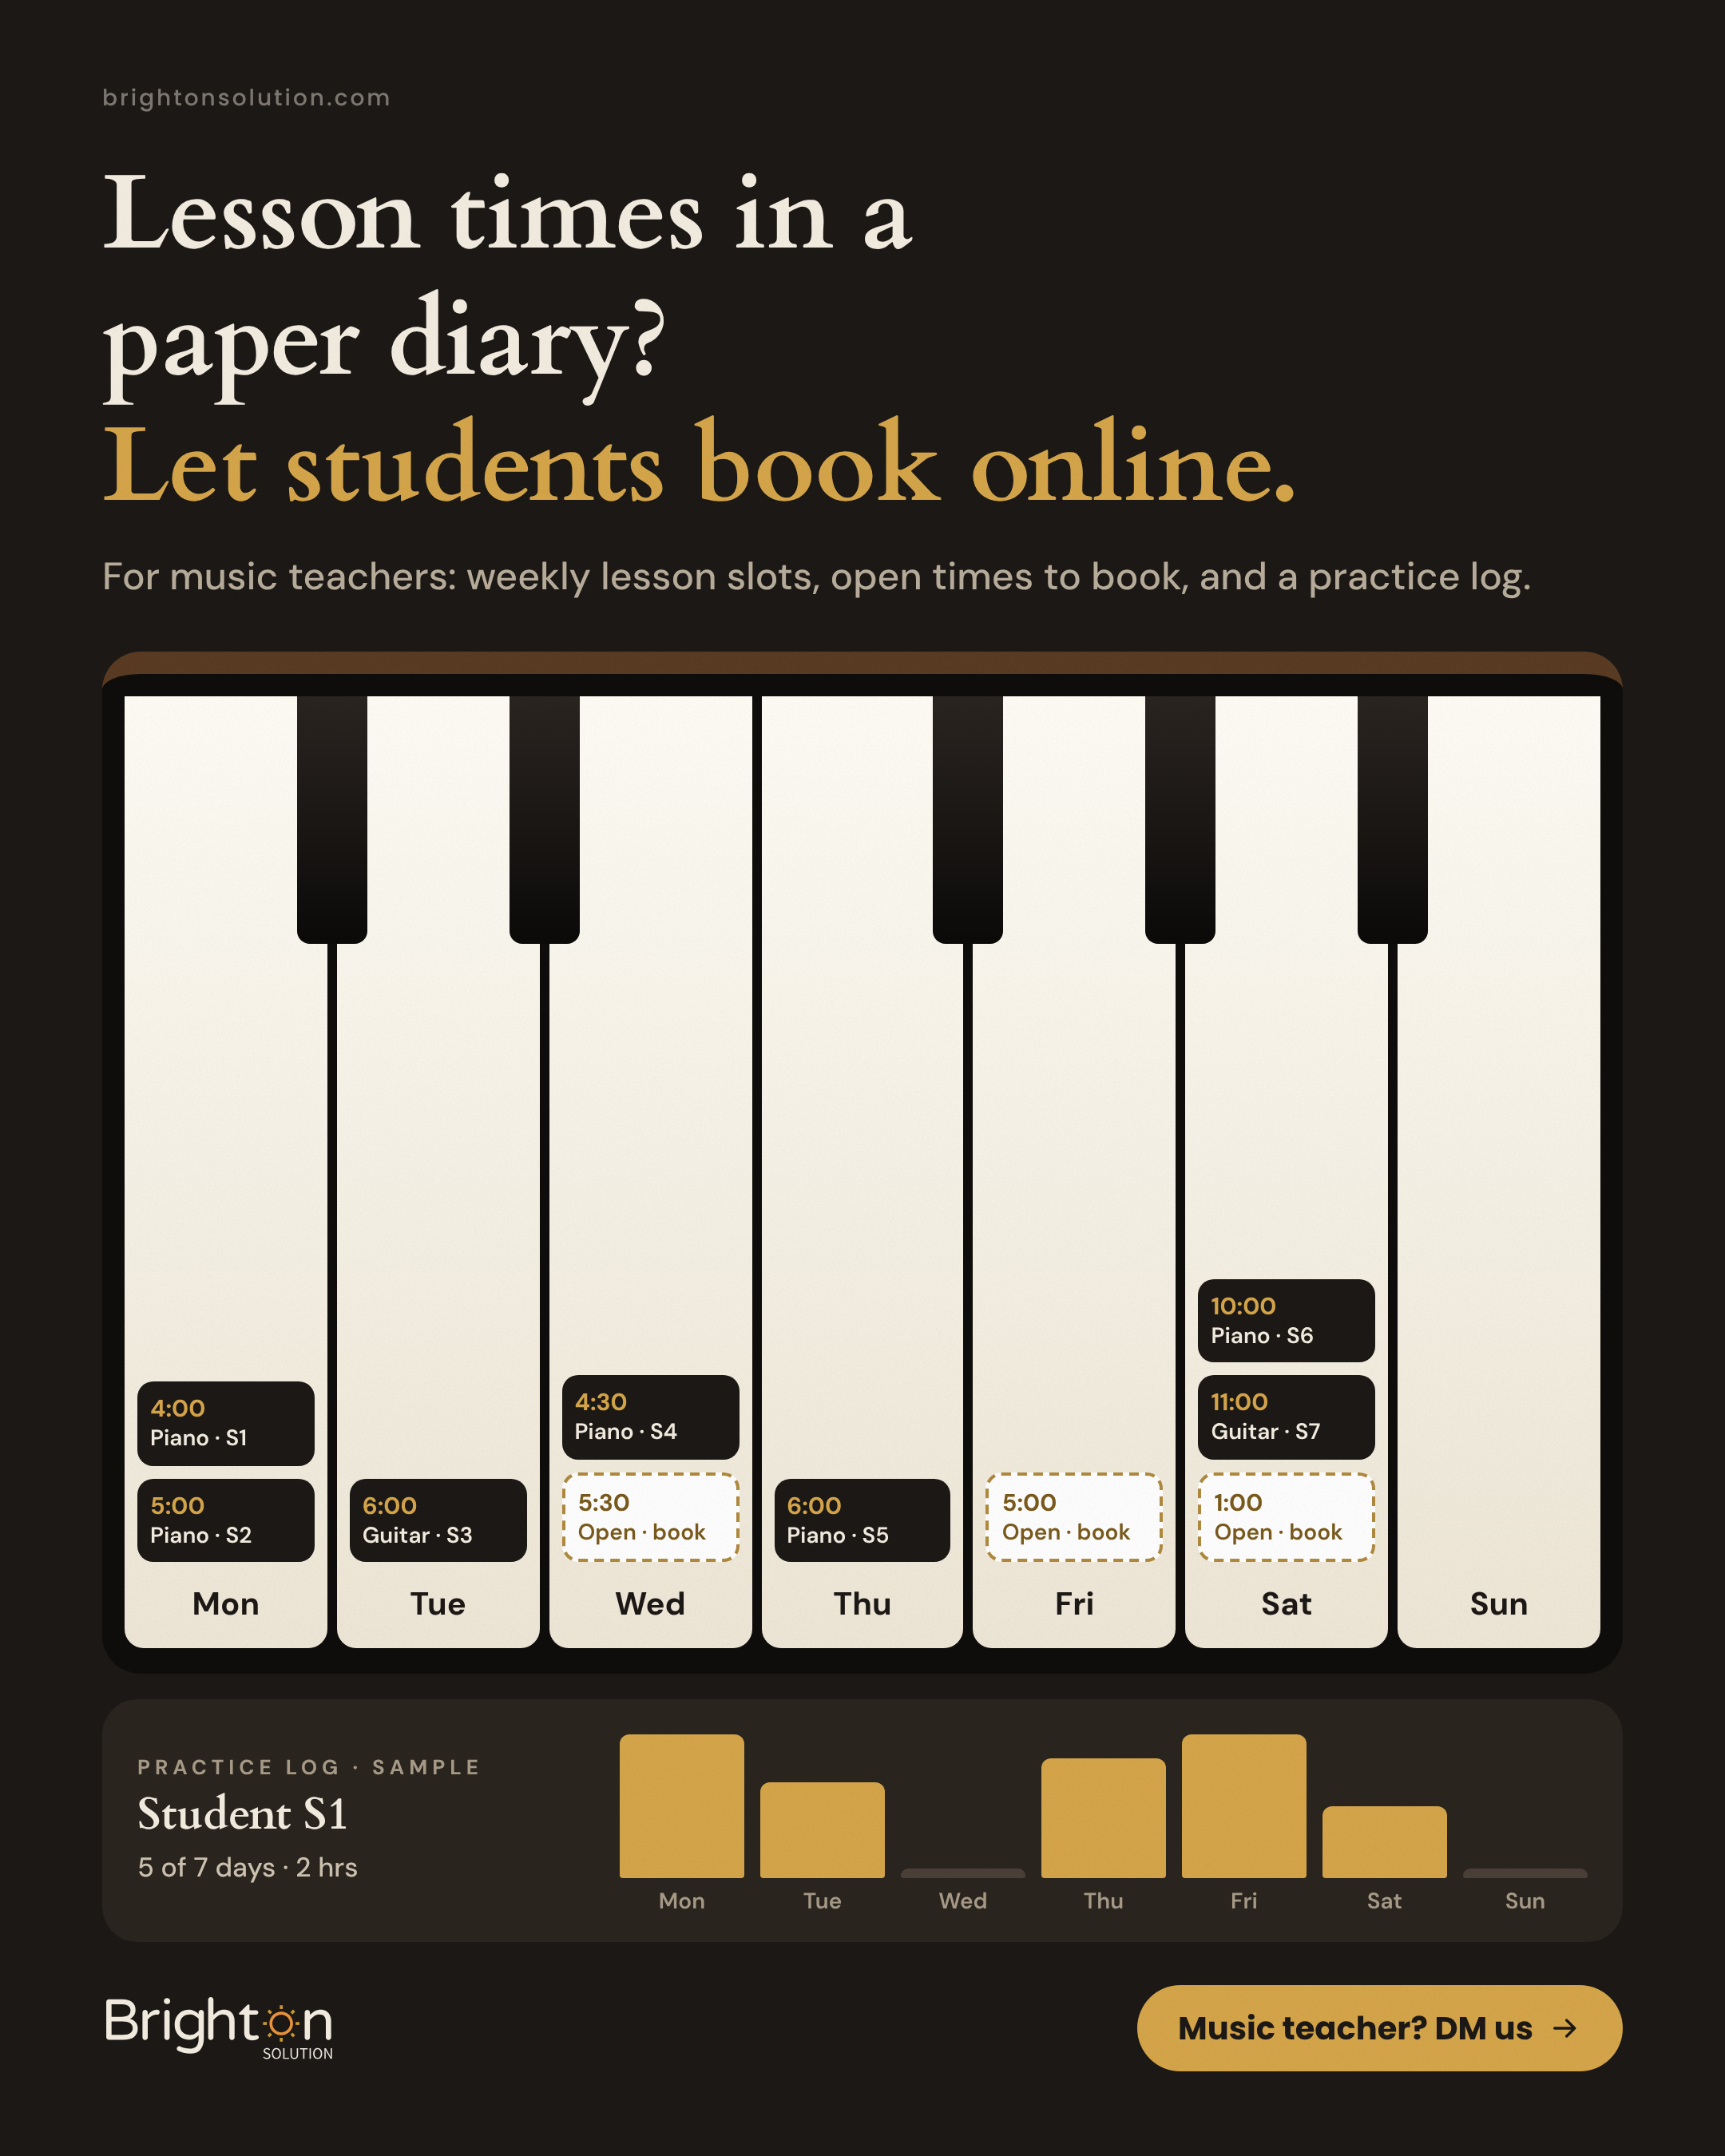 brightonsolution.com
Lesson times in a
paper diary?
Let students book online.
For music teachers: weekly lesson slots, open times to book, and a practice log.
4:00
Piano · S1
5:00
Piano · S2
Mon
6:00
Guitar · S3
Tue
4:30
Piano · S4
5:30
Open · book
Wed
6:00
Piano · S5
Thu
5:00
Open · book
Fri
10:00
Piano · S6
11:00
Guitar · S7
1:00
Open · book
Sat
Sun
PRACTICE LOG · SAMPLE
Student S1
5 of 7 days · 2 hrs
Mon Tue Wed Thu Fri Sat Sun
Brighton
SOLUTION
Music teacher? DM us →